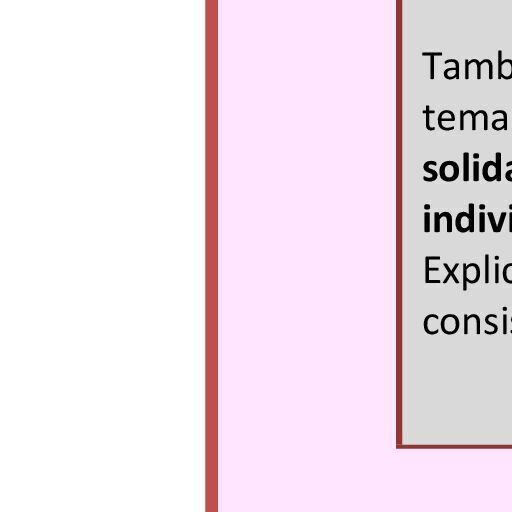 Tamb
tema
solida
indivi
Explic
consis